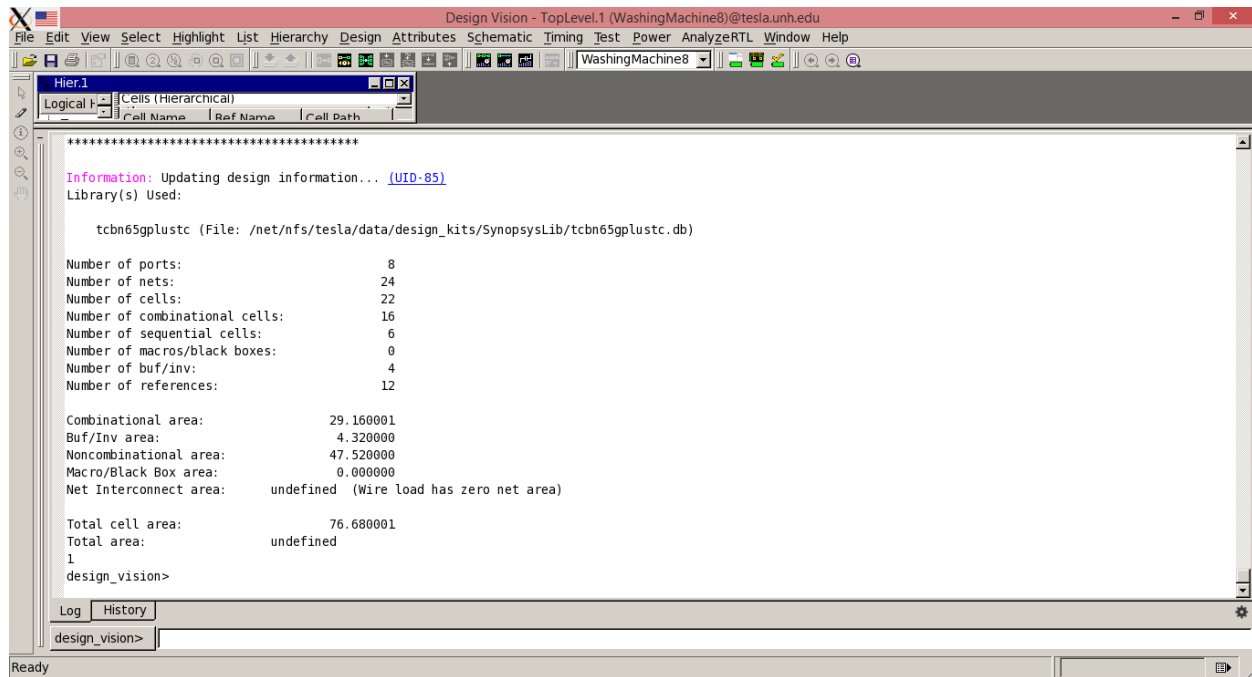 Design Vision - TopLevel.1 (WashingMachine8)@tesla.unh.edu
File Edit View Select Highlight List Hierarchy Design Attributes Schematic Timing Test Power AnalyzeRTL Window Help
WashingMachine8
Hier.1
Logical H Cells (Hierarchical)
Cell Name Ref Name Cell Path
****************************************
Information: Updating design information... (UID-85)
Library(s) Used:
tcbn65gplustc (File: /net/nfs/tesla/data/design_kits/SynopsysLib/tcbn65gplustc.db)
Number of ports: 8
Number of nets: 24
Number of cells: 22
Number of combinational cells: 16
Number of sequential cells: 6
Number of macros/black boxes: 0
Number of buf/inv: 4
Number of references: 12
Combinational area: 29.160001
Buf/Inv area: 4.320000
Noncombinational area: 47.520000
Macro/Black Box area: 0.000000
Net Interconnect area: undefined (Wire load has zero net area)
Total cell area: 76.680001
Total area: undefined
1
design_vision>
Log History
design_vision>
Ready